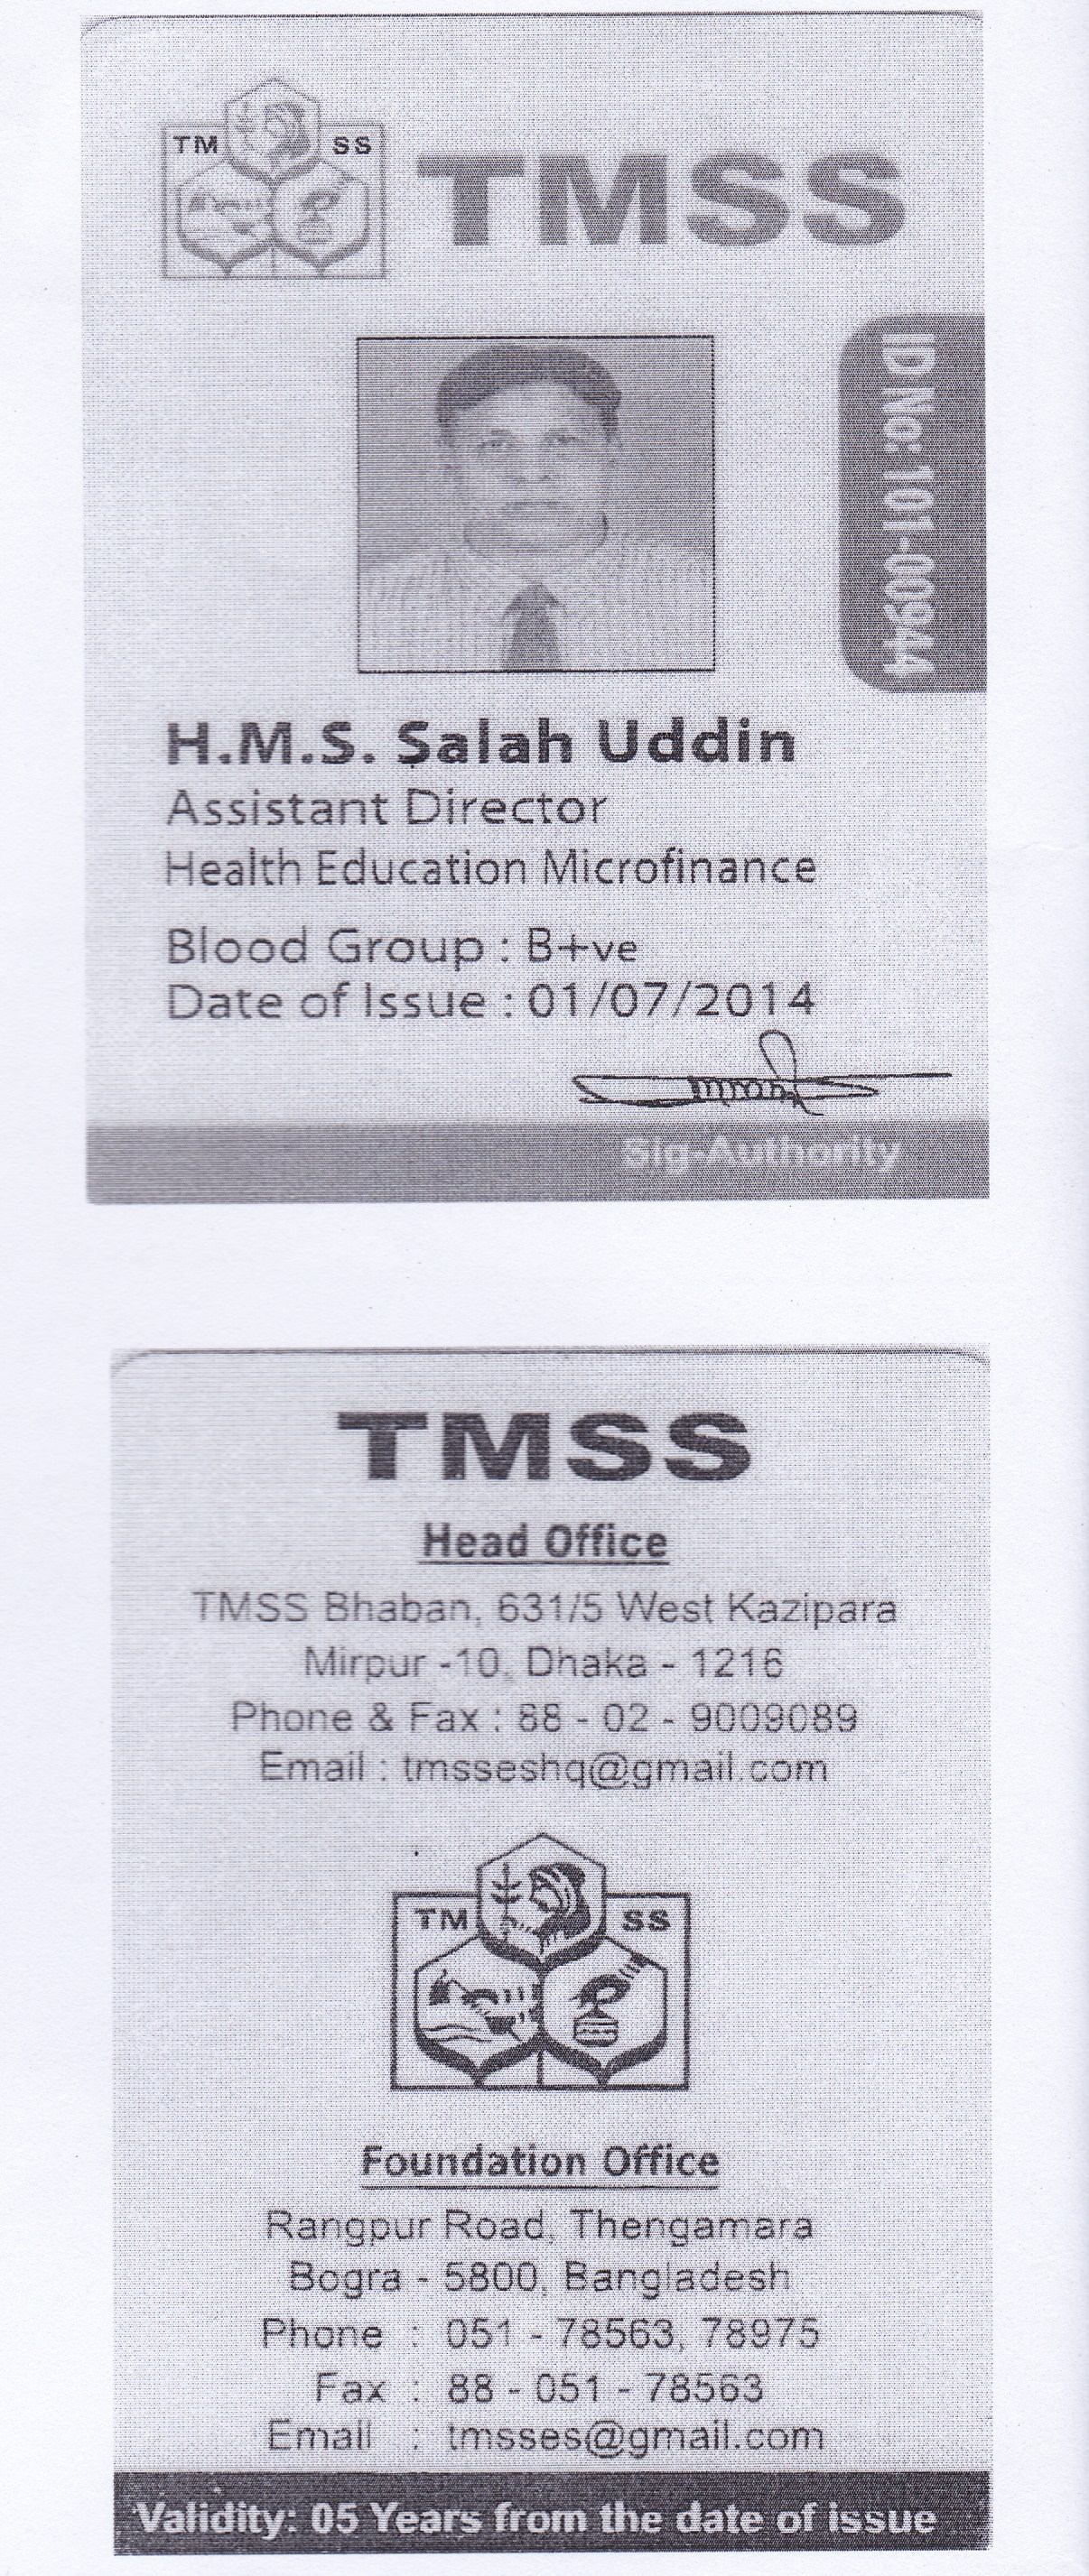 TM SS
TMSS
ID No: 101-00944
H.M.S. Salah Uddin
Assistant Director
Health Education Microfinance
Blood Group : B+ve
Date of Issue : 01/07/2014
Sig-Authority
TMSS
Head Office
TMSS Bhaban, 631/5 West Kazipara
Mirpur -10, Dhaka - 1216
Phone & Fax : 88 - 02 - 9009089
Email : tmsseshq@gmail.com
TM SS
Foundation Office
Rangpur Road, Thengamara
Bogra - 5800, Bangladesh
Phone : 051 - 78563, 78975
Fax : 88 - 051 - 78563
Email : tmsses@gmail.com
Validity: 05 Years from the date of issue